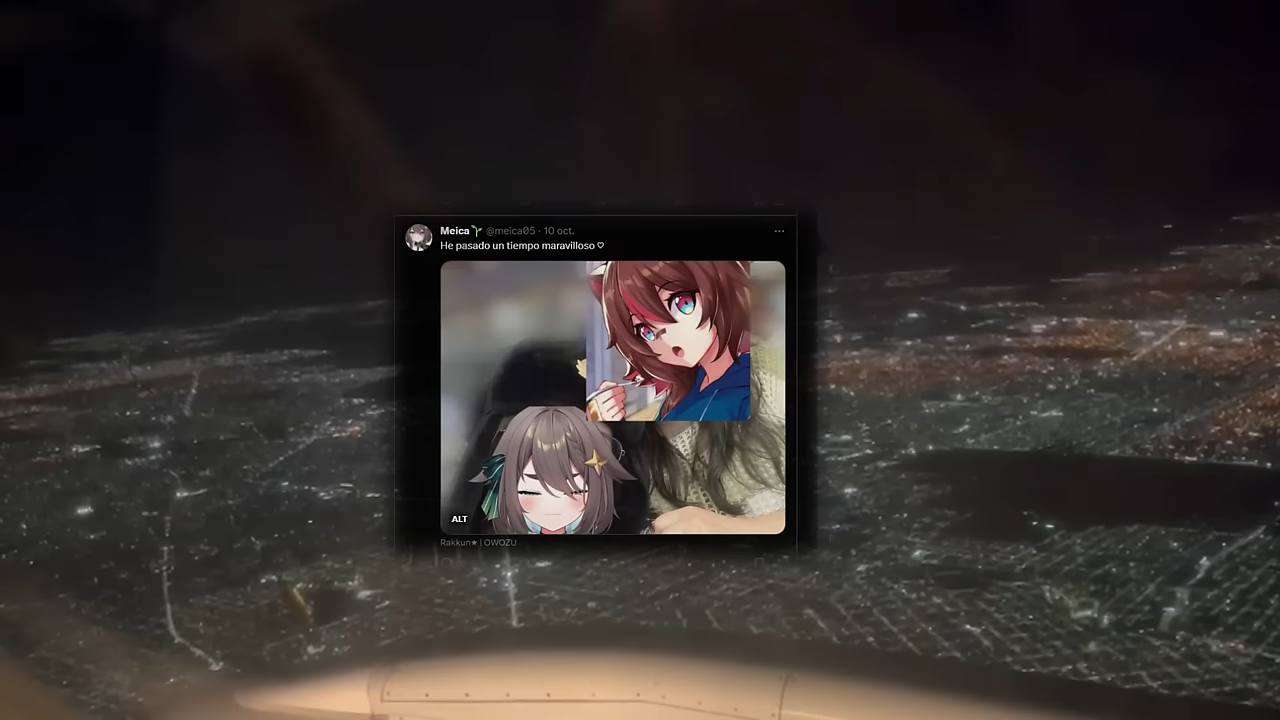 Meica @meica05 · 10 oct.
He pasado un tiempo maravilloso ♡
ALT
Rakkun★ | OWOZU